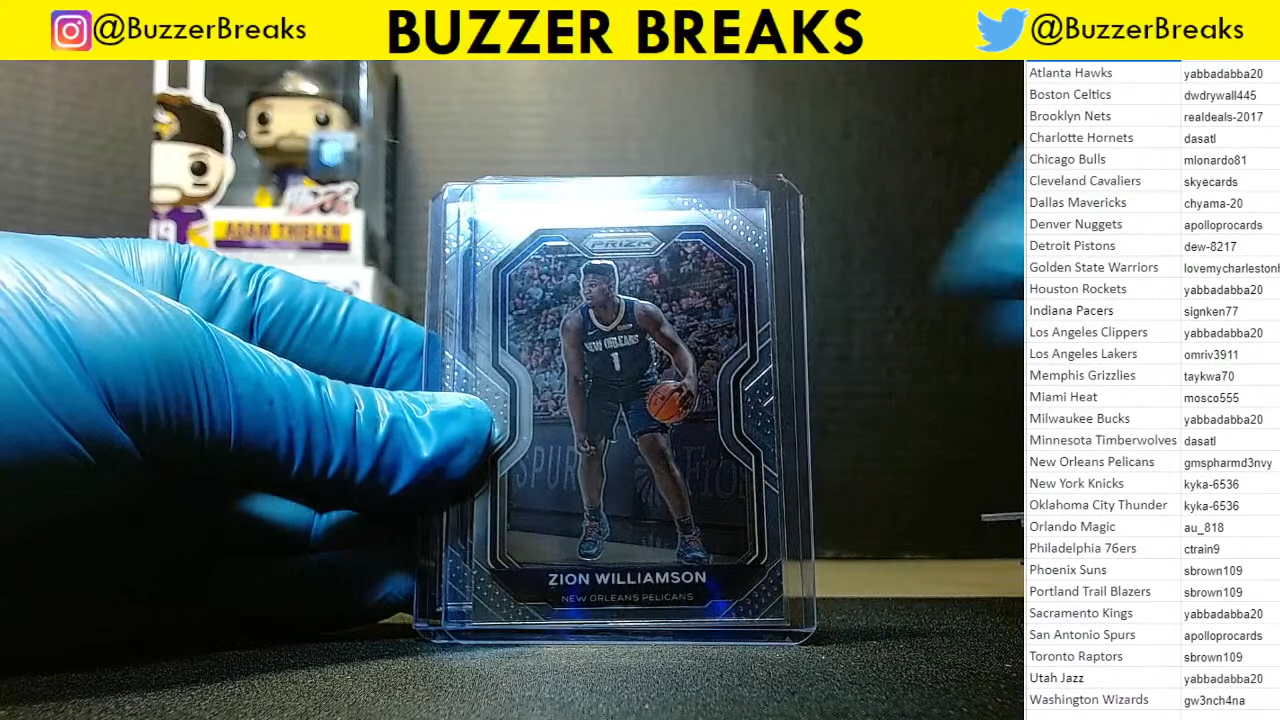 @BuzzerBreaks
BUZZER BREAKS
@BuzzerBreaks
ADAM THIELEN
19
PRIZM
NEW ORLEANS
1
SPUR
ZION WILLIAMSON
NEW ORLEANS PELICANS
Atlanta Hawks yabbadabba20
Boston Celtics dwdrywall445
Brooklyn Nets realdeals-2017
Charlotte Hornets dasatl
Chicago Bulls mlonardo81
Cleveland Cavaliers skyecards
Dallas Mavericks chyama-20
Denver Nuggets apolloprocards
Detroit Pistons dew-8217
Golden State Warriors lovemycharleston
Houston Rockets yabbadabba20
Indiana Pacers signken77
Los Angeles Clippers yabbadabba20
Los Angeles Lakers omriv3911
Memphis Grizzlies taykwa70
Miami Heat mosco555
Milwaukee Bucks yabbadabba20
Minnesota Timberwolves dasatl
New Orleans Pelicans gmspharmd3nvy
New York Knicks kyka-6536
Oklahoma City Thunder kyka-6536
Orlando Magic au_818
Philadelphia 76ers ctrain9
Phoenix Suns sbrown109
Portland Trail Blazers sbrown109
Sacramento Kings yabbadabba20
San Antonio Spurs apolloprocards
Toronto Raptors sbrown109
Utah Jazz yabbadabba20
Washington Wizards gw3nch4na